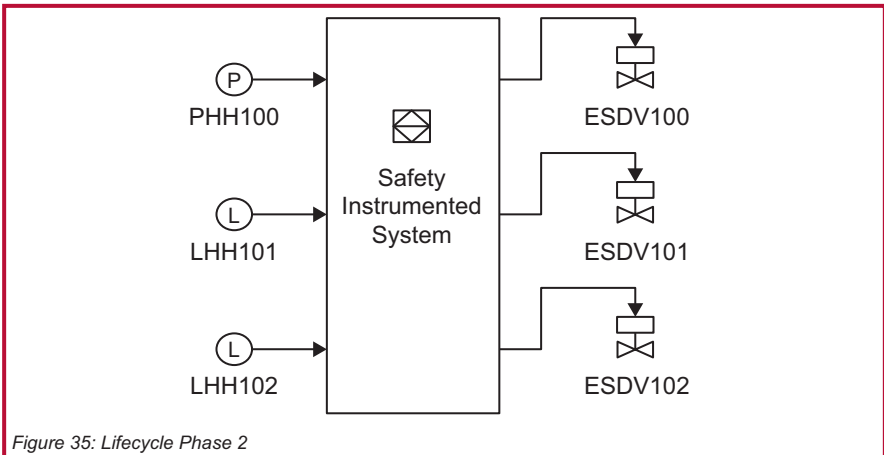 P
PHH100
ESDV100
Safety
Instrumented
System
L
LHH101
ESDV101
L
LHH102
ESDV102
Figure 35: Lifecycle Phase 2